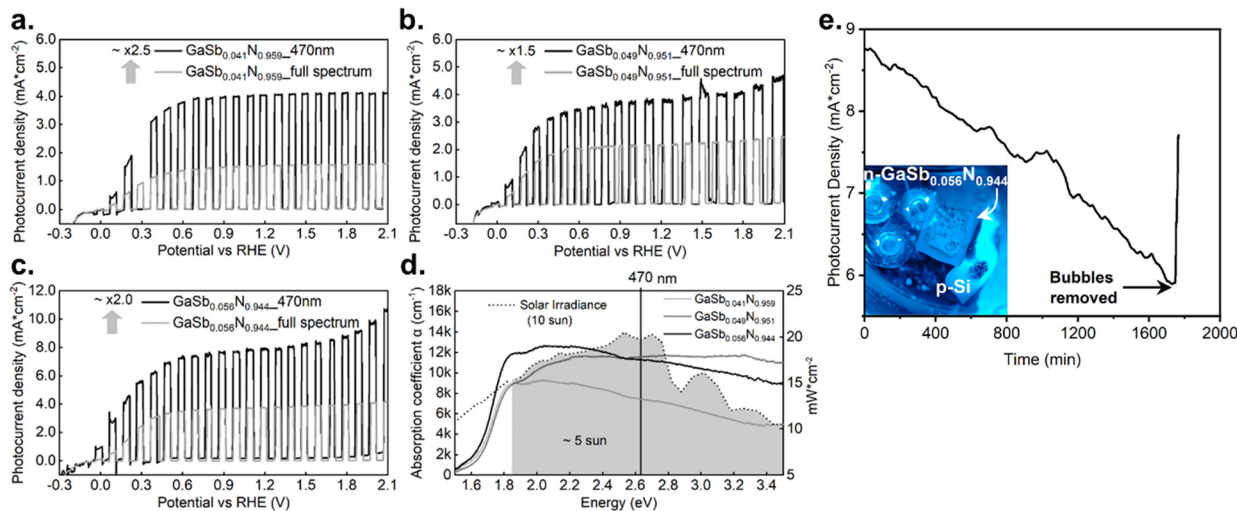 a.
~ x2.5
GaSb0.041N0.959_470nm
GaSb0.041N0.959_full spectrum
Photocurrent density (mA*cm-2)
6.0
5.0
4.0
3.0
2.0
1.0
0.0
-0.3 0.0 0.3 0.6 0.9 1.2 1.5 1.8 2.1
Potential vs RHE (V)
b.
~ x1.5
GaSb0.049N0.951_470nm
GaSb0.049N0.951_full spectrum
Photocurrent density (mA*cm-2)
6.0
5.0
4.0
3.0
2.0
1.0
0.0
-0.3 0.0 0.3 0.6 0.9 1.2 1.5 1.8 2.1
Potential vs RHE (V)
c.
~ x2.0
GaSb0.056N0.944_470nm
GaSb0.056N0.944_full spectrum
Photocurrent density (mA*cm-2)
12.0
10.0
8.0
6.0
4.0
2.0
0.0
-0.3 0.0 0.3 0.6 0.9 1.2 1.5 1.8 2.1
Potential vs RHE (V)
d.
470 nm
Solar Irradiance
(10 sun)
GaSb0.041N0.959
GaSb0.049N0.951
GaSb0.056N0.944
~ 5 sun
Absorption coefficient α (cm-1)
18k
16k
14k
12k
10k
8k
6k
4k
2k
0
25
20
15
10
5
mW*cm-2
1.6 1.8 2.0 2.2 2.4 2.6 2.8 3.0 3.2 3.4
Energy (eV)
e.
Photocurrent Density (mA*cm-2)
9
8
7
6
n-GaSb0.056N0.944
p-Si
Bubbles
removed
0 400 800 1200 1600 2000
Time (min)